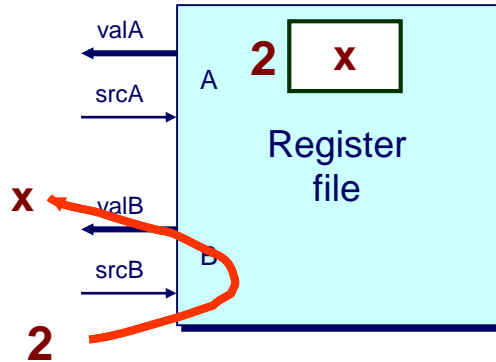 valA
2 x
A
srcA
Register
file
x
valB
B
srcB
2